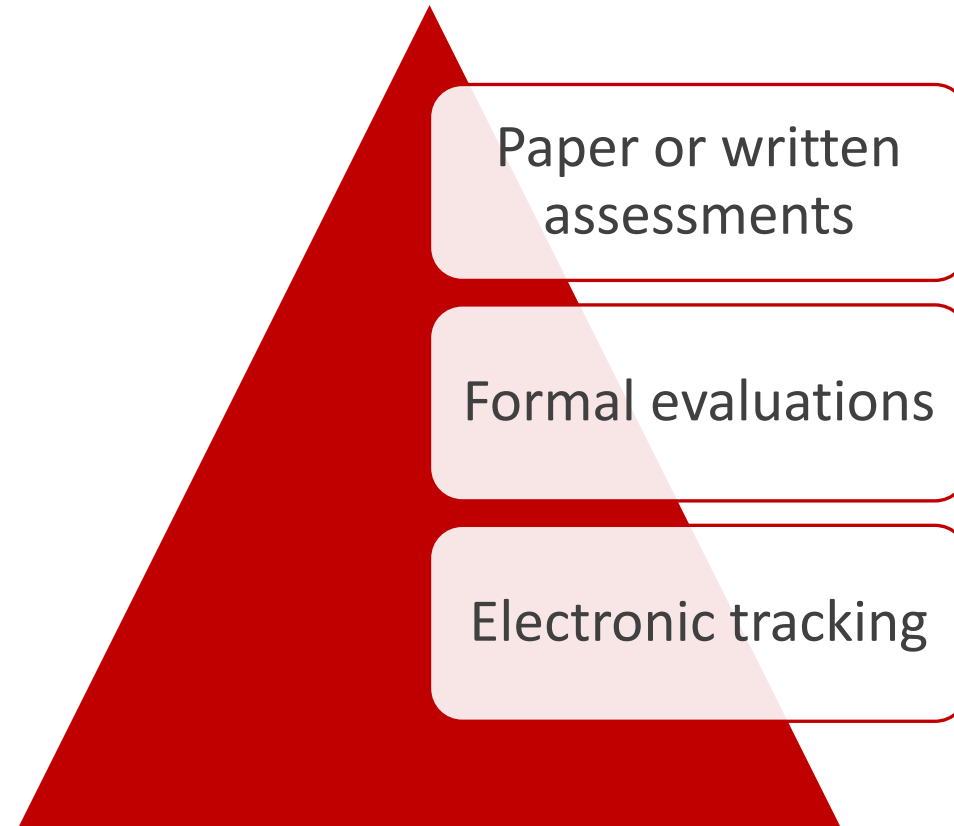 Paper or written
assessments
Formal evaluations
Electronic tracking